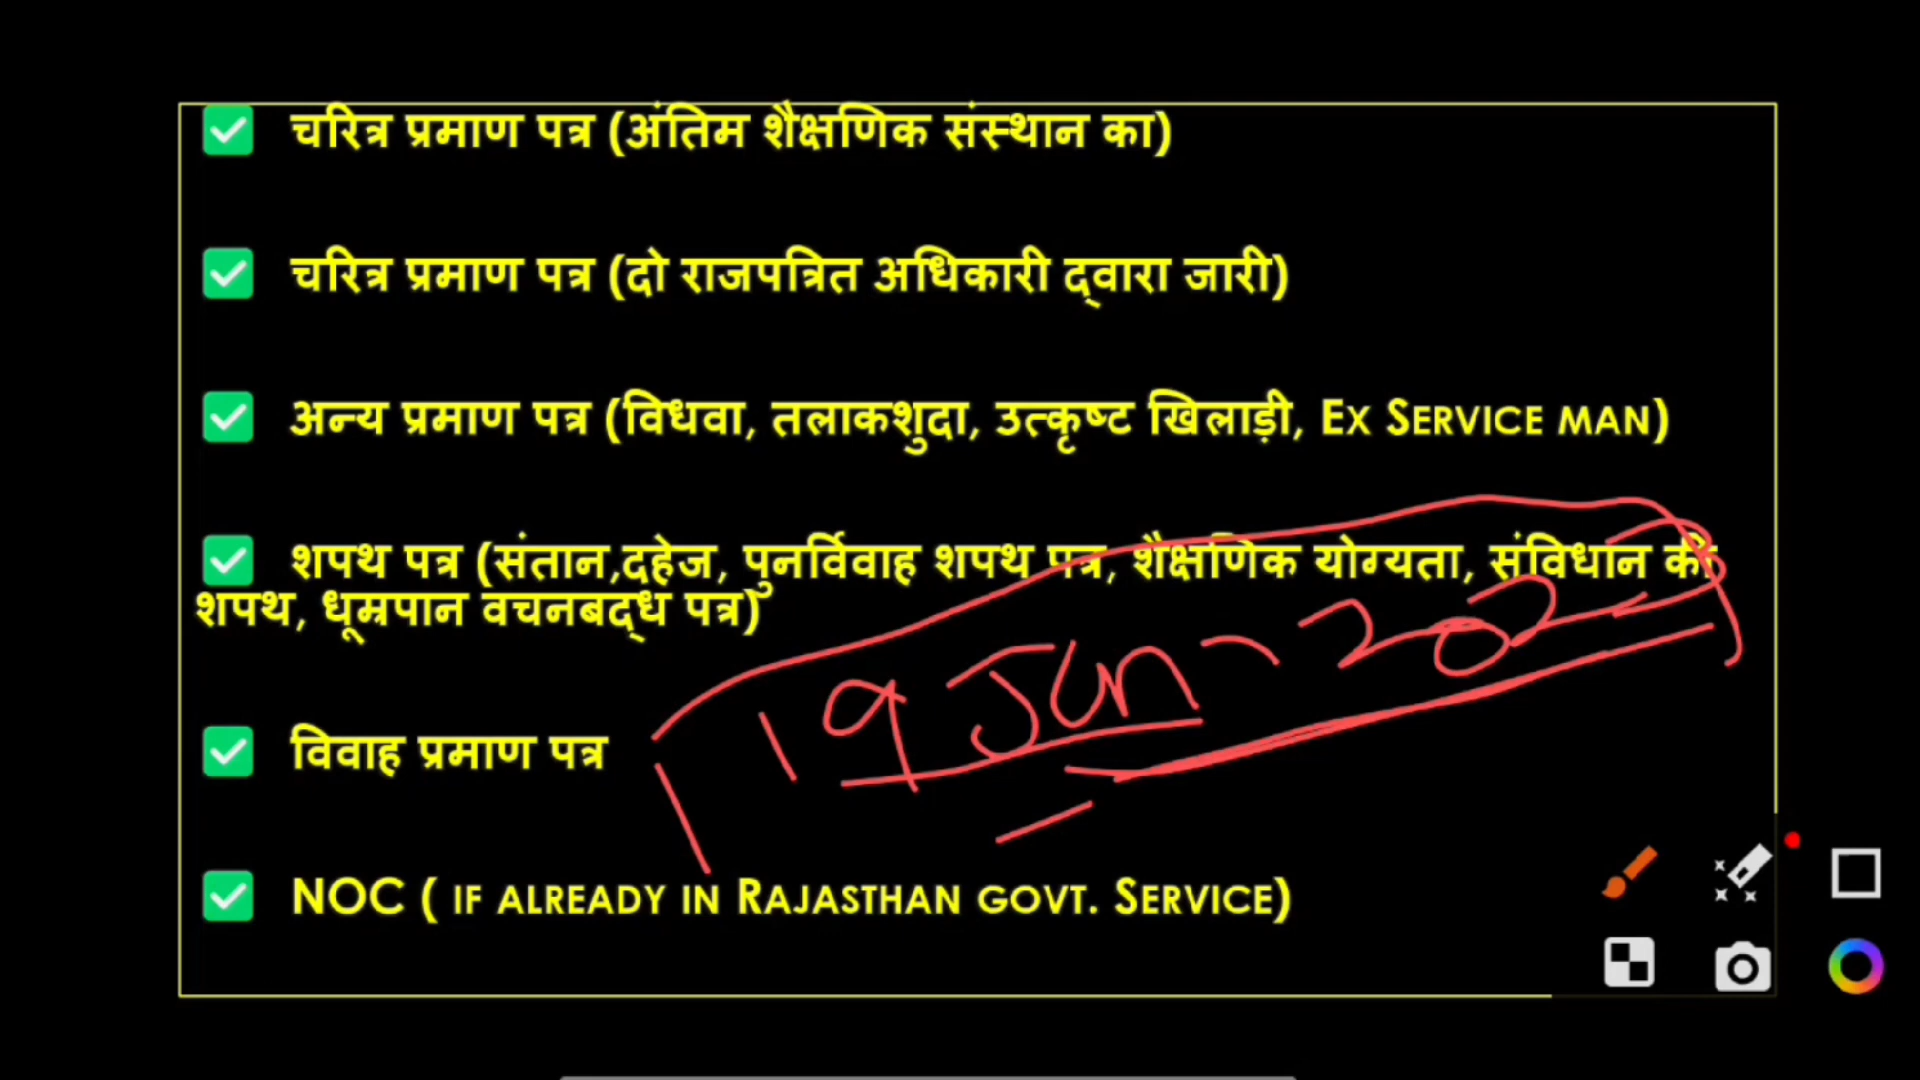 चरित्र प्रमाण पत्र (अंतिम शैक्षणिक संस्थान का)
चरित्र प्रमाण पत्र (दो राजपत्रित अधिकारी द्वारा जारी)
अन्य प्रमाण पत्र (विधवा, तलाकशुदा, उत्कृष्ट खिलाड़ी, EX SERVICE MAN)
शपथ पत्र (संतान,दहेज, पुनर्विवाह शपथ पत्र, शैक्षणिक योग्यता, संविधान की
शपथ, धूम्रपान वचनबद्ध पत्र)
19 Jun - 202
विवाह प्रमाण पत्र
NOC ( IF ALREADY IN RAJASTHAN GOVT. SERVICE)